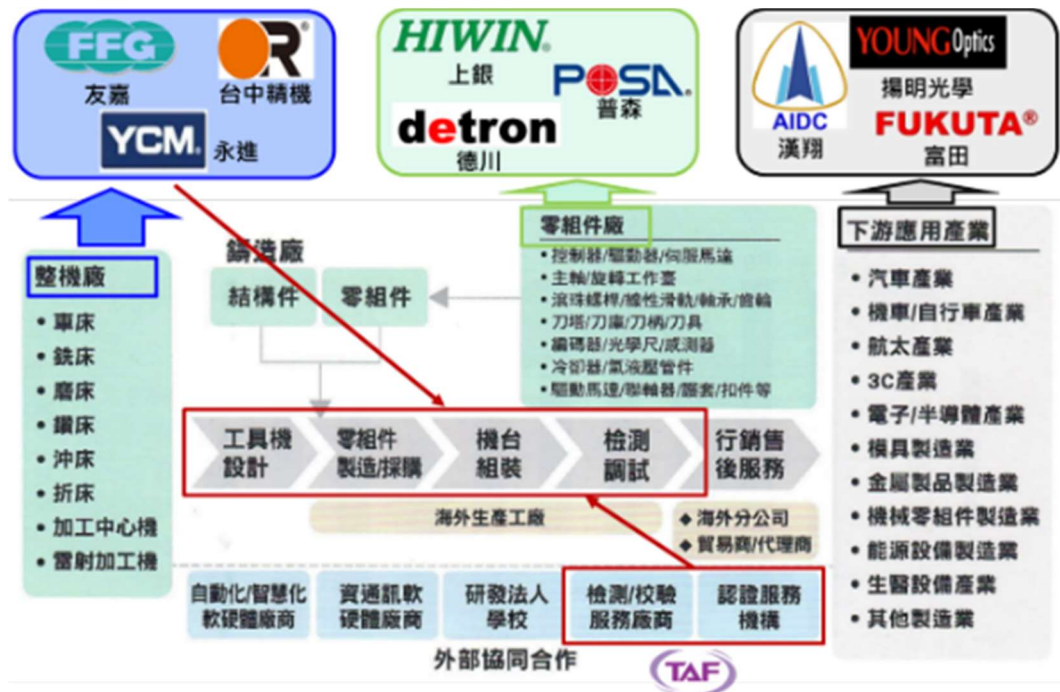 FFG
友嘉
R®
台中精機
YCM.
永進
HIWIN®
上銀
POSA®
普森
detron
德川
AIDC
漢翔
YOUNG Optics
揚明光學
FUKUTA®
富田
整機廠
• 車床
• 銑床
• 磨床
• 鑽床
• 沖床
• 折床
• 加工中心機
• 雷射加工機
鑄造廠
結構件
零組件
零組件廠
• 控制器/驅動器/伺服馬達
• 主軸/旋轉工作臺
• 滾珠螺桿/線性滑軌/軸承/齒輪
• 刀塔/刀庫/刀柄/刀具
• 編碼器/光學尺/感測器
• 冷卻器/氣液壓管件
• 驅動馬達/聯軸器/護套/扣件等
工具機
設計
零組件
製造/採購
機台
組裝
檢測
調試
行銷售
後服務
海外生產工廠
◆ 海外分公司
◆ 貿易商/代理商
自動化/智慧化
軟硬體廠商
資通訊軟
硬體廠商
研發法人
學校
檢測/校驗
服務廠商
認證服務
機構
外部協同合作
TAF
下游應用產業
• 汽車產業
• 機車/自行車產業
• 航太產業
• 3C產業
• 電子/半導體產業
• 模具製造業
• 金屬製品製造業
• 機械零組件製造業
• 能源設備製造業
• 生醫設備產業
• 其他製造業